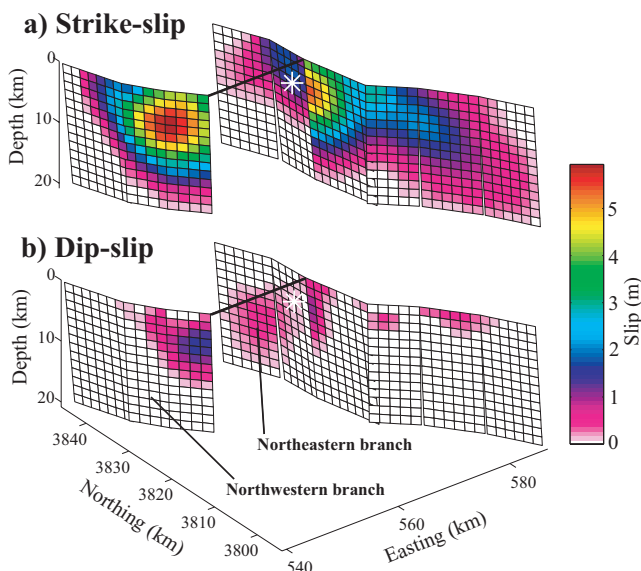 a) Strike-slip
0
10
20
Depth (km)
b) Dip-slip
0
10
20
Depth (km)
Northeastern branch
Northwestern branch
3840
3830
3820
3810
3800
Northing (km)
540
560
580
Easting (km)
5
4
3
2
1
0
Slip (m)